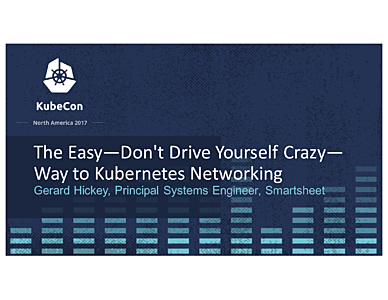 KubeCon
North America 2017
The Easy—Don't Drive Yourself Crazy—
Way to Kubernetes Networking
Gerard Hickey, Principal Systems Engineer, Smartsheet